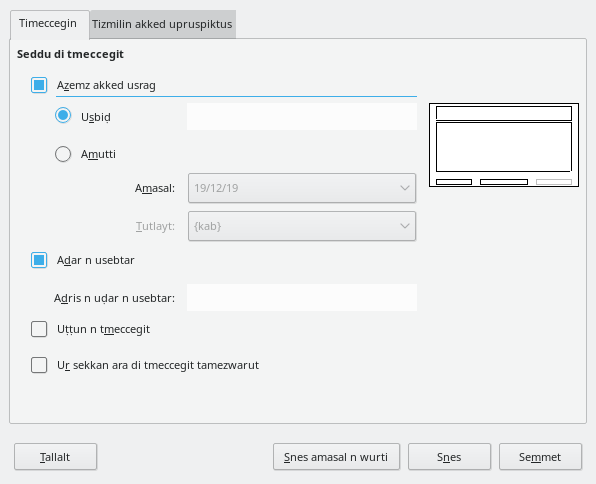 Timeccegin
Tizmilin akked upruspiktus
Seddu di tmeccegit
Azemz akked usrag
Usbiḍ
Amutti
Amasal:
19/12/19
Tutlayt:
{kab}
Adar n usebtar
Adris n uḍar n usebtar:
Uṭṭun n tmeccegit
Ur sekkan ara di tmeccegit tamezwarut
Tallalt
Snes amasal n wurti
Snes
Semmet